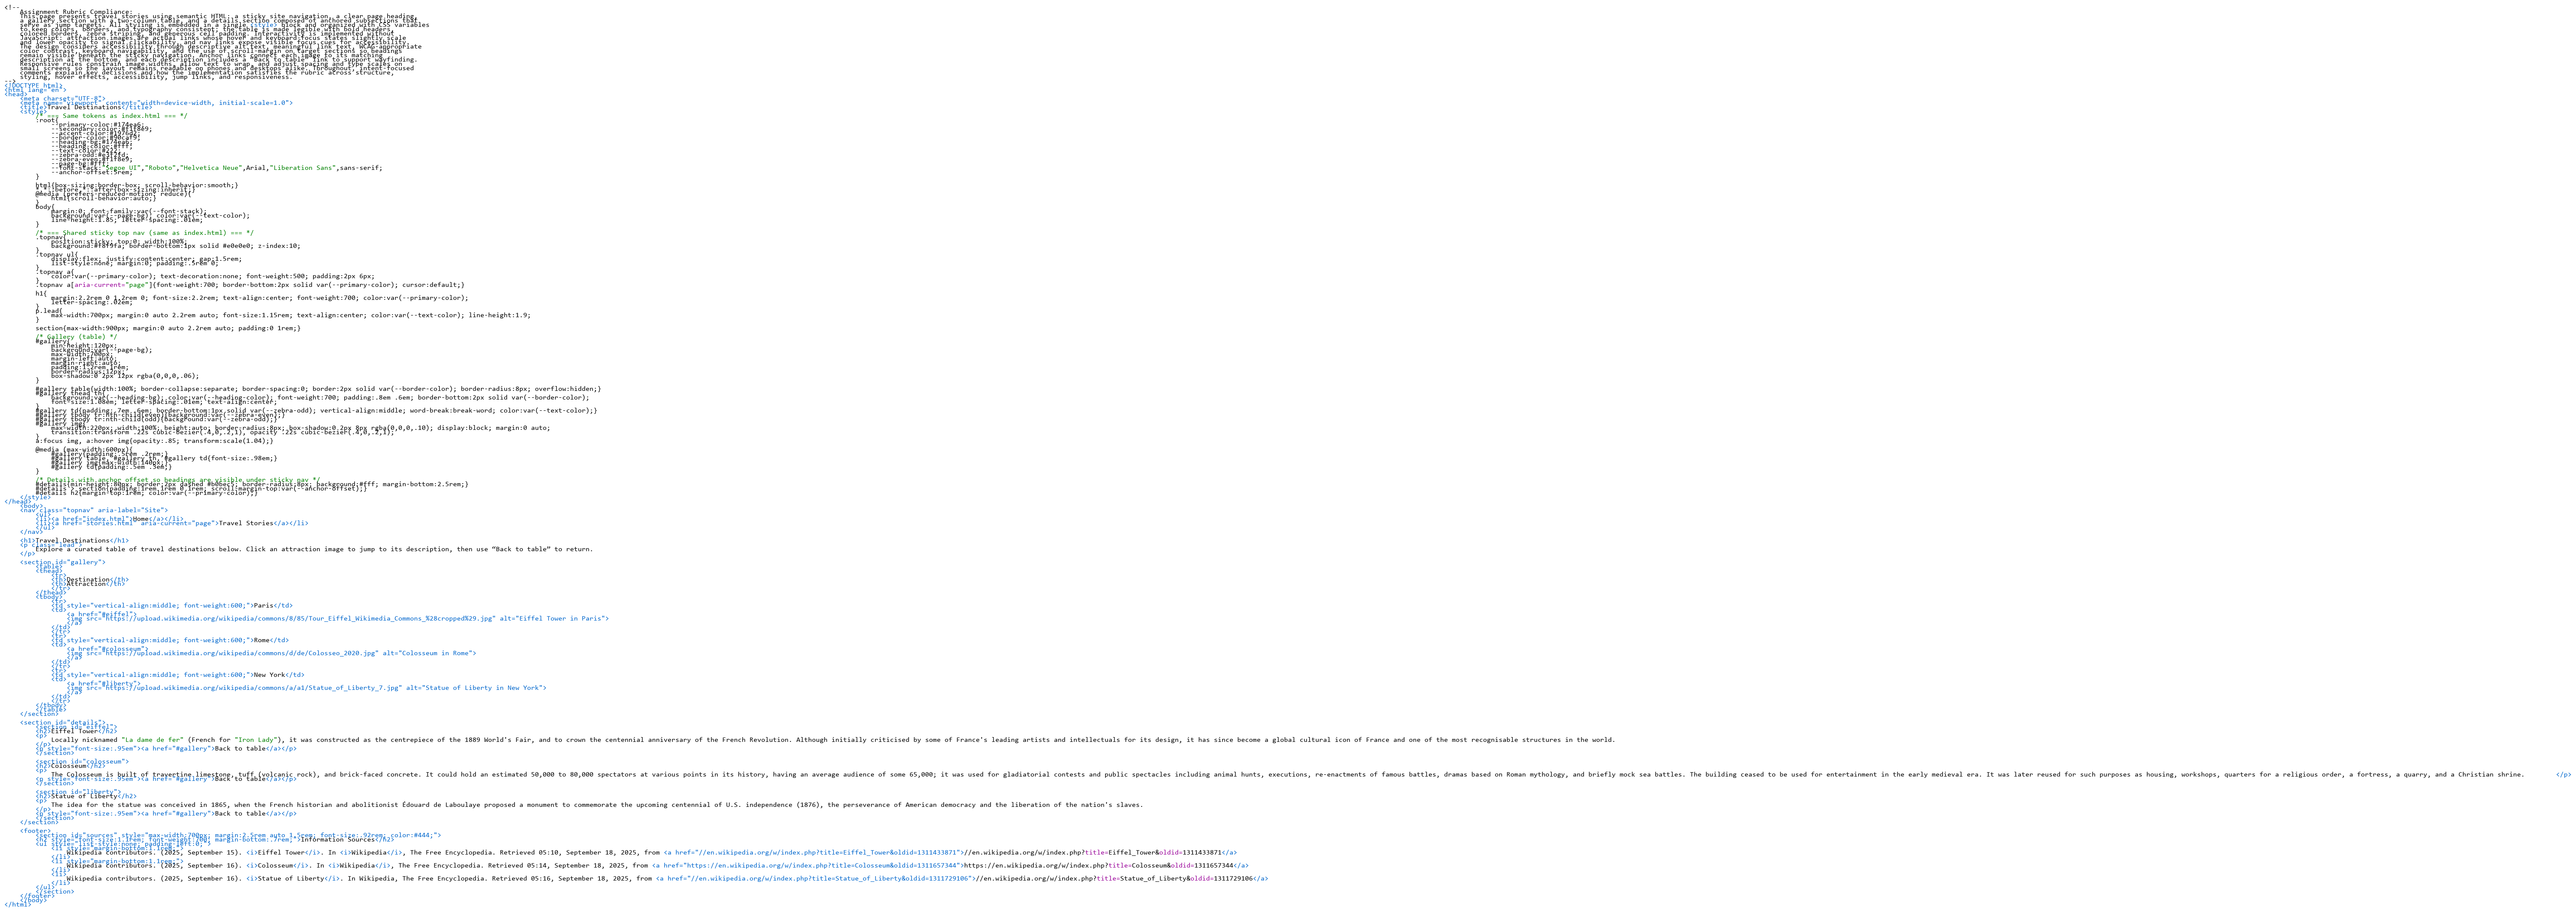 <!--
Assignment Rubric Compliance:
This page presents travel stories using semantic HTML: a sticky site navigation, a clear page heading,
a gallery section with a two-column table, and a details section composed of anchored subsections that
serve as jump targets. All styling is embedded in a single <style> block and organized with CSS variables
colored borders, zebra striping, and generous cell padding. Interactivity is implemented without
JavaScript: attraction images are actual links whose hover and keyboard focus states slightly scale
and lower opacity to signal clickability, and nav links expose visible focus cues for accessibility.
The design considers accessibility through descriptive alt text, meaningful link text, WCAG-appropriate
color contrast, keyboard navigability, and the use of scroll-margin on target sections so headings
remain visible beneath the sticky navigation. Anchor links connect each image to its matching
description at the bottom, and each description includes a "Back to table" link to support wayfinding.
Responsive rules constrain image widths, allow text to wrap, and adjust spacing and type scales on
small screens so the layout remains readable on phones and desktops alike. Throughout, intent-focused
comments explain key decisions and how the implementation satisfies the rubric across structure,
styling, hover effects, accessibility, jump links, and responsiveness.
-->
<!DOCTYPE html>
<html lang="en">
<head>
<meta charset="UTF-8">
<meta name="viewport" content="width=device-width, initial-scale=1.0">
<title>Travel Destinations</title>
<style>
/* === Same tokens as index.html === */
:root{
--primary-color:#174ea6;
--secondary-color:#f1f8e9;
--accent-color:#1976d2;
--border-color:#90caf9;
--heading-bg:#174ea6;
--heading-color:#fff;
--text-color:#222;
--zebra-odd:#e3f2fd;
--zebra-even:#f1f8e9;
--page-bg:#fff;
--font-stack:"Segoe UI","Roboto","Helvetica Neue",Arial,"Liberation Sans",sans-serif;
--anchor-offset:5rem;
}
html{box-sizing:border-box; scroll-behavior:smooth;}
*,*::before,*::after{box-sizing:inherit;}
@media (prefers-reduced-motion: reduce){
html{scroll-behavior:auto;}
}
body{
margin:0; font-family:var(--font-stack);
background:var(--page-bg); color:var(--text-color);
line-height:1.85; letter-spacing:.01em;
}
/* === Shared sticky top nav (same as index.html) === */
.topnav{
position:sticky; top:0; width:100%;
background:#f8f9fa; border-bottom:1px solid #e0e0e0; z-index:10;
}
.topnav ul{
display:flex; justify-content:center; gap:1.5rem;
list-style:none; margin:0; padding:.5rem 0;
}
.topnav a{
color:var(--primary-color); text-decoration:none; font-weight:500; padding:2px 6px;
}
.topnav a[aria-current="page"]{font-weight:700; border-bottom:2px solid var(--primary-color); cursor:default;}
h1{
margin:2.2rem 0 1.2rem 0; font-size:2.2rem; text-align:center; font-weight:700; color:var(--primary-color);
letter-spacing:.02em;
}
p.lead{
max-width:700px; margin:0 auto 2.2rem auto; font-size:1.15rem; text-align:center; color:var(--text-color); line-height:1.9;
}
section{max-width:900px; margin:0 auto 2.2rem auto; padding:0 1rem;}
/* Gallery (table) */
#gallery{
min-height:120px;
background:var(--page-bg);
max-width:700px;
margin-left:auto;
margin-right:auto;
padding:1.2rem 1rem;
border-radius:12px;
box-shadow:0 2px 12px rgba(0,0,0,.06);
}
#gallery table{width:100%; border-collapse:separate; border-spacing:0; border:2px solid var(--border-color); border-radius:8px; overflow:hidden;}
#gallery thead th{
background:var(--heading-bg); color:var(--heading-color); font-weight:700; padding:.8em .6em; border-bottom:2px solid var(--border-color);
font-size:1.08em; letter-spacing:.01em; text-align:center;
}
#gallery td{padding:.7em .6em; border-bottom:1px solid var(--zebra-odd); vertical-align:middle; word-break:break-word; color:var(--text-color);}
#gallery tbody tr:nth-child(even){background:var(--zebra-even);}
#gallery tbody tr:nth-child(odd){background:var(--zebra-odd);}
#gallery img{
max-width:220px; width:100%; height:auto; border-radius:8px; box-shadow:0 2px 8px rgba(0,0,0,.10); display:block; margin:0 auto;
transition:transform .22s cubic-bezier(.4,0,.2,1), opacity .22s cubic-bezier(.4,0,.2,1);
}
a:focus img, a:hover img{opacity:.85; transform:scale(1.04);}
@media (max-width:600px){
#gallery{padding:.5rem .2rem;}
#gallery table, #gallery th, #gallery td{font-size:.98em;}
#gallery img{max-width:140px;}
#gallery td{padding:.5em .3em;}
}
/* Details with anchor offset so headings are visible under sticky nav */
#details{min-height:80px; border:2px dashed #b0bec5; border-radius:8px; background:#fff; margin-bottom:2.5rem;}
#details > section{padding:1rem 1rem 0 1rem; scroll-margin-top:var(--anchor-offset);}
#details h2{margin-top:1rem; color:var(--primary-color);}
</style>
</head>
<body>
<nav class="topnav" aria-label="Site">
<ul>
<li><a href="index.html">Home</a></li>
<li><a href="stories.html" aria-current="page">Travel Stories</a></li>
</ul>
</nav>
<h1>Travel Destinations</h1>
<p class="lead">
Explore a curated table of travel destinations below. Click an attraction image to jump to its description, then use “Back to table” to return.
</p>
<section id="gallery">
<table>
<thead>
<tr>
<th>Destination</th>
<th>Attraction</th>
</tr>
</thead>
<tbody>
<tr>
<td style="vertical-align:middle; font-weight:600;">Paris</td>
<td>
<a href="#eiffel">
<img src="https://upload.wikimedia.org/wikipedia/commons/8/85/Tour_Eiffel_Wikimedia_Commons_%28cropped%29.jpg" alt="Eiffel Tower in Paris">
</a>
</td>
</tr>
<tr>
<td style="vertical-align:middle; font-weight:600;">Rome</td>
<td>
<a href="#colosseum">
<img src="https://upload.wikimedia.org/wikipedia/commons/d/de/Colosseo_2020.jpg" alt="Colosseum in Rome">
</a>
</td>
</tr>
<tr>
<td style="vertical-align:middle; font-weight:600;">New York</td>
<td>
<a href="#liberty">
<img src="https://upload.wikimedia.org/wikipedia/commons/a/a1/Statue_of_Liberty_7.jpg" alt="Statue of Liberty in New York">
</a>
</td>
</tr>
</tbody>
</table>
</section>
<section id="details">
<section id="eiffel">
<h2>Eiffel Tower</h2>
<p>
Locally nicknamed "La dame de fer" (French for "Iron Lady"), it was constructed as the centrepiece of the 1889 World's Fair, and to crown the centennial anniversary of the French Revolution. Although initially criticised by some of France's leading artists and intellectuals for its design, it has since become a global cultural icon of France and one of the most recognisable structures in the world.
</p>
<p style="font-size:.95em"><a href="#gallery">Back to table</a></p>
</section>
<section id="colosseum">
<h2>Colosseum</h2>
<p>
The Colosseum is built of travertine limestone, tuff (volcanic rock), and brick-faced concrete. It could hold an estimated 50,000 to 80,000 spectators at various points in its history, having an average audience of some 65,000; it was used for gladiatorial contests and public spectacles including animal hunts, executions, re-enactments of famous battles, dramas based on Roman mythology, and briefly mock sea battles. The building ceased to be used for entertainment in the early medieval era. It was later reused for such purposes as housing, workshops, quarters for a religious order, a fortress, a quarry, and a Christian shrine. </p>
<p style="font-size:.95em"><a href="#gallery">Back to table</a></p>
</section>
<section id="liberty">
<h2>Statue of Liberty</h2>
<p>
The idea for the statue was conceived in 1865, when the French historian and abolitionist Édouard de Laboulaye proposed a monument to commemorate the upcoming centennial of U.S. independence (1876), the perseverance of American democracy and the liberation of the nation's slaves.
</p>
<p style="font-size:.95em"><a href="#gallery">Back to table</a></p>
</section>
</section>
<footer>
<section id="sources" style="max-width:700px; margin:2.5rem auto 1.5rem; font-size:.92rem; color:#444;">
<h2 style="font-size:1.1rem; font-weight:700; margin-bottom:.7rem;">Information Sources</h2>
<ul style="list-style:none; padding-left:0;">
<li style="margin-bottom:1.1rem;">
Wikipedia contributors. (2025, September 15). <i>Eiffel Tower</i>. In <i>Wikipedia</i>, The Free Encyclopedia. Retrieved 05:10, September 18, 2025, from <a href="//en.wikipedia.org/w/index.php?title=Eiffel_Tower&oldid=1311433871">//en.wikipedia.org/w/index.php?title=Eiffel_Tower&oldid=1311433871</a>
</li>
<li style="margin-bottom:1.1rem;">
Wikipedia contributors. (2025, September 16). <i>Colosseum</i>. In <i>Wikipedia</i>, The Free Encyclopedia. Retrieved 05:14, September 18, 2025, from <a href="https://en.wikipedia.org/w/index.php?title=Colosseum&oldid=1311657344">https://en.wikipedia.org/w/index.php?title=Colosseum&oldid=1311657344</a>
</li>
<li>
Wikipedia contributors. (2025, September 16). <i>Statue of Liberty</i>. In Wikipedia, The Free Encyclopedia. Retrieved 05:16, September 18, 2025, from <a href="//en.wikipedia.org/w/index.php?title=Statue_of_Liberty&oldid=1311729106">//en.wikipedia.org/w/index.php?title=Statue_of_Liberty&oldid=1311729106</a>
</li>
</ul>
</section>
</footer>
</body>
</html>